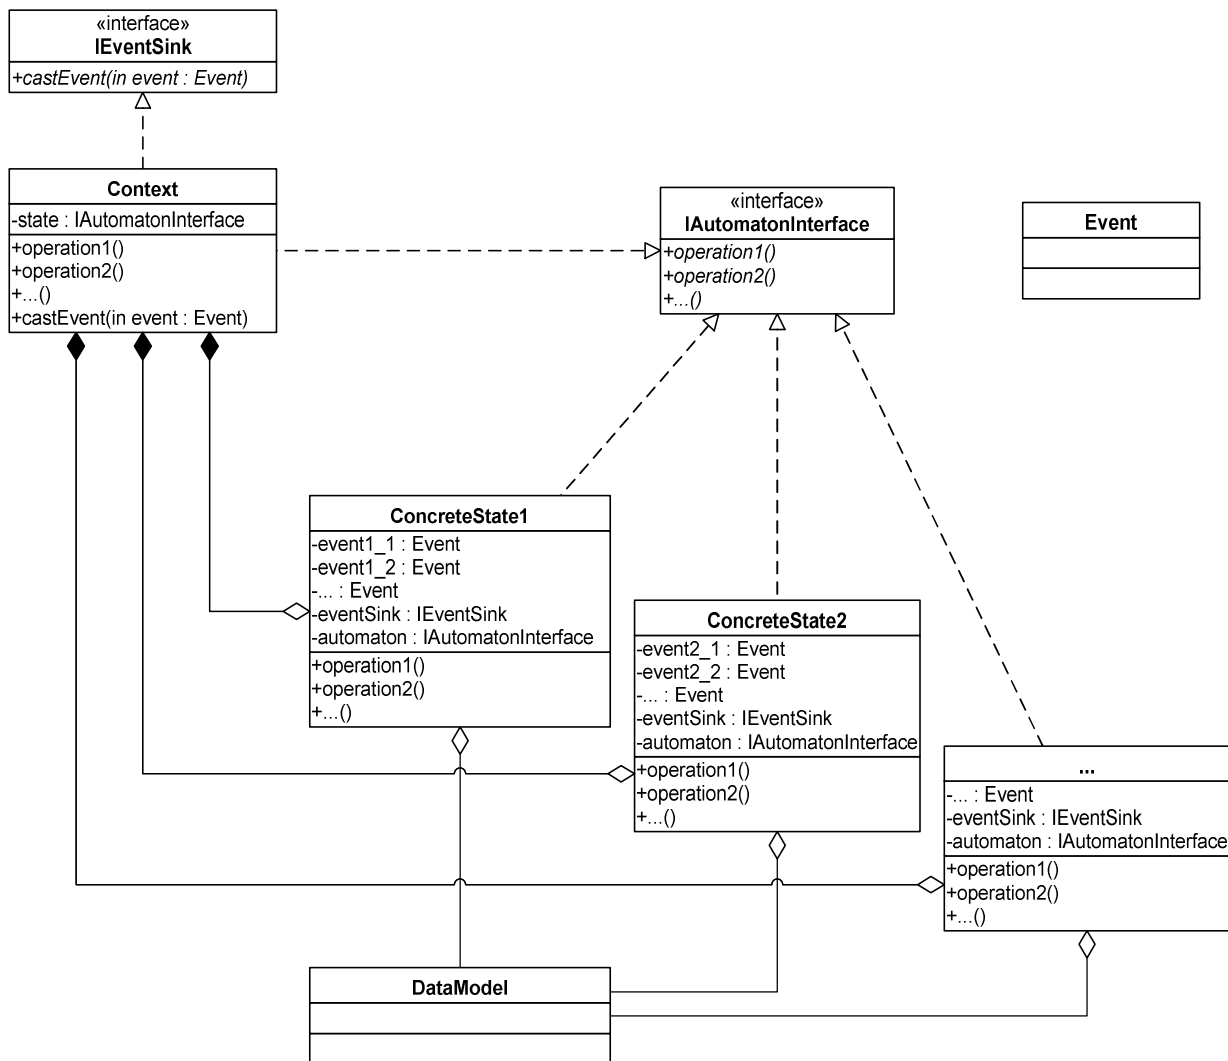 «interface»
IEventSink
+castEvent(in event : Event)
Context
-state : IAutomatonInterface
+operation1()
+operation2()
+...()
+castEvent(in event : Event)
«interface»
IAutomatonInterface
+operation1()
+operation2()
+...()
Event
ConcreteState1
-event1_1 : Event
-event1_2 : Event
-... : Event
-eventSink : IEventSink
-automaton : IAutomatonInterface
+operation1()
+operation2()
+...()
ConcreteState2
-event2_1 : Event
-event2_2 : Event
-... : Event
-eventSink : IEventSink
-automaton : IAutomatonInterface
+operation1()
+operation2()
+...()
...
-... : Event
-eventSink : IEventSink
-automaton : IAutomatonInterface
+operation1()
+operation2()
+...()
DataModel